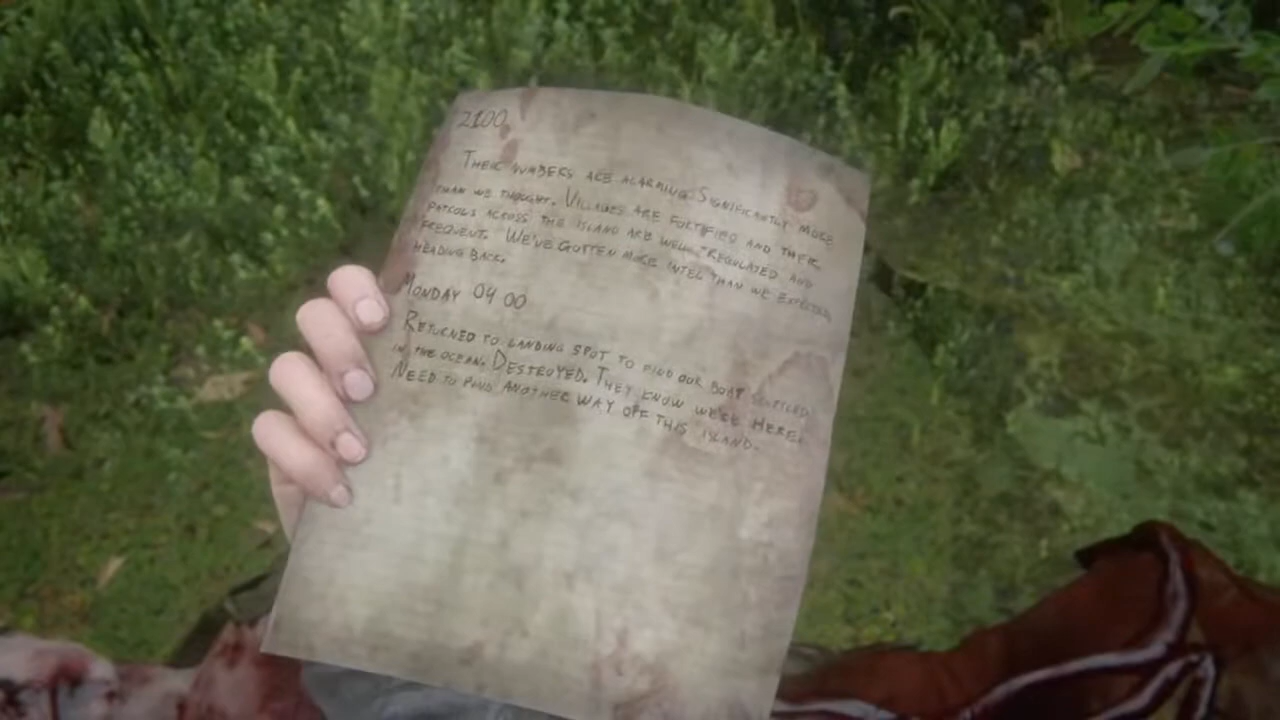 2100
THEIR NUMBERS ARE ALARMING. SIGNIFICANTLY MORE
THAN WE THOUGHT. VILLAGES ARE FORTIFIED AND THEIR
PATROLS ACROSS THE ISLAND ARE WELL-REGULATED AND
FREQUENT. WE'VE GOTTEN MORE INTEL THAN WE EXPECTED,
HEADING BACK.
MONDAY 0400
RETURNED TO LANDING SPOT TO FIND OUR BOAT SCUTTLED
IN THE OCEAN. DESTROYED. THEY KNOW WE'RE HERE.
NEED TO FIND ANOTHER WAY OFF THIS ISLAND.